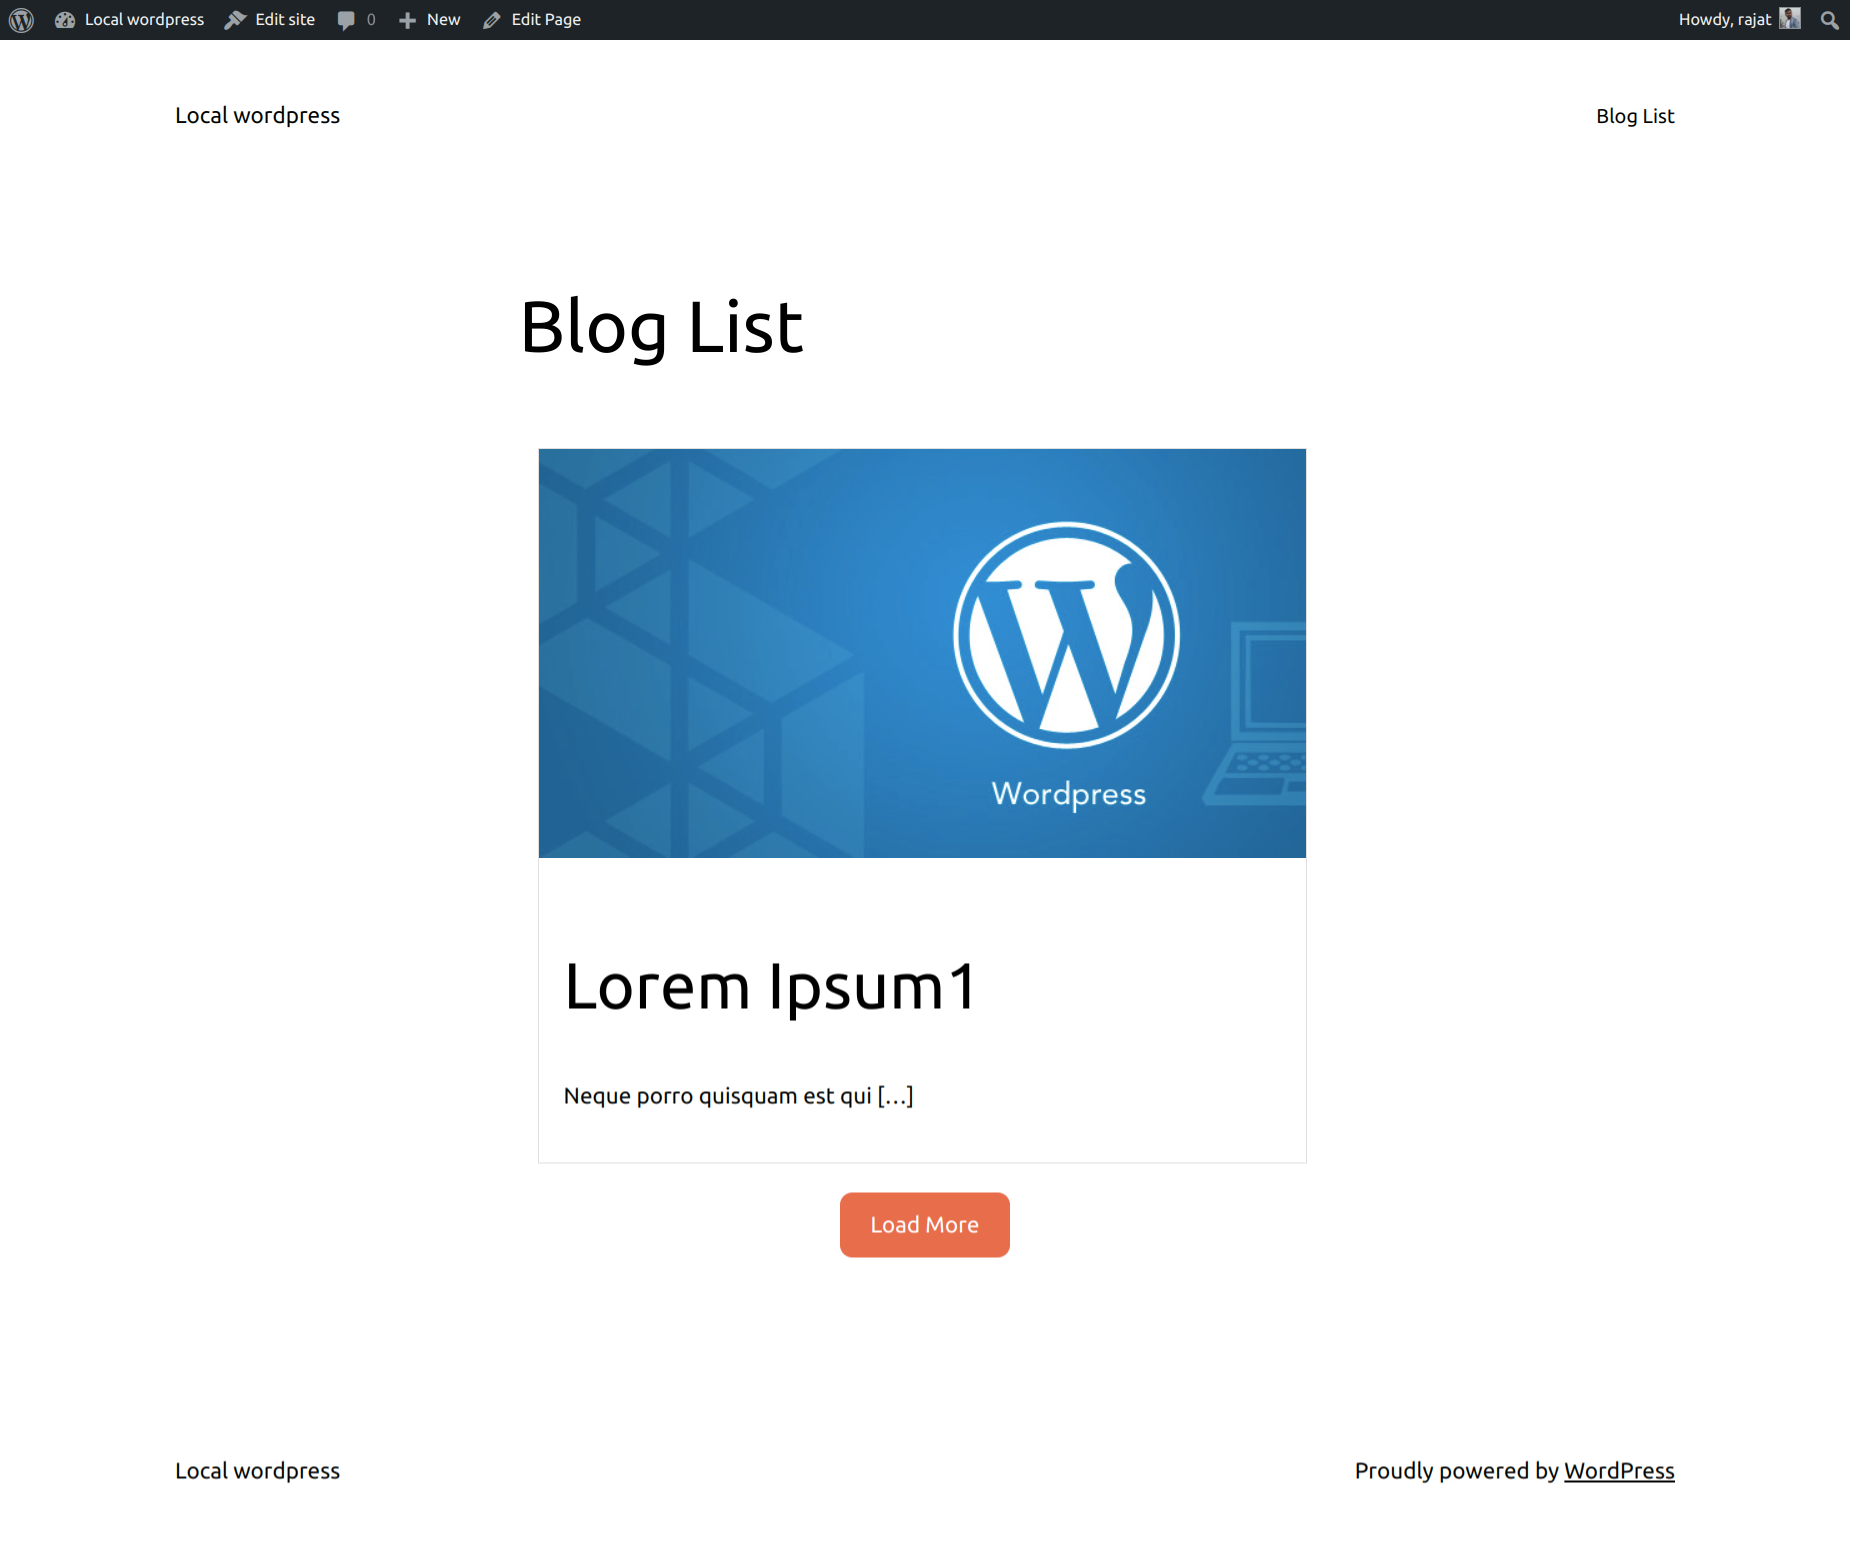 Local wordpress Edit site 0 New Edit Page Howdy, rajat
Local wordpress Blog List
Blog List
Wordpress
Lorem Ipsum1
Neque porro quisquam est qui [...]
Load More
Local wordpress Proudly powered by WordPress